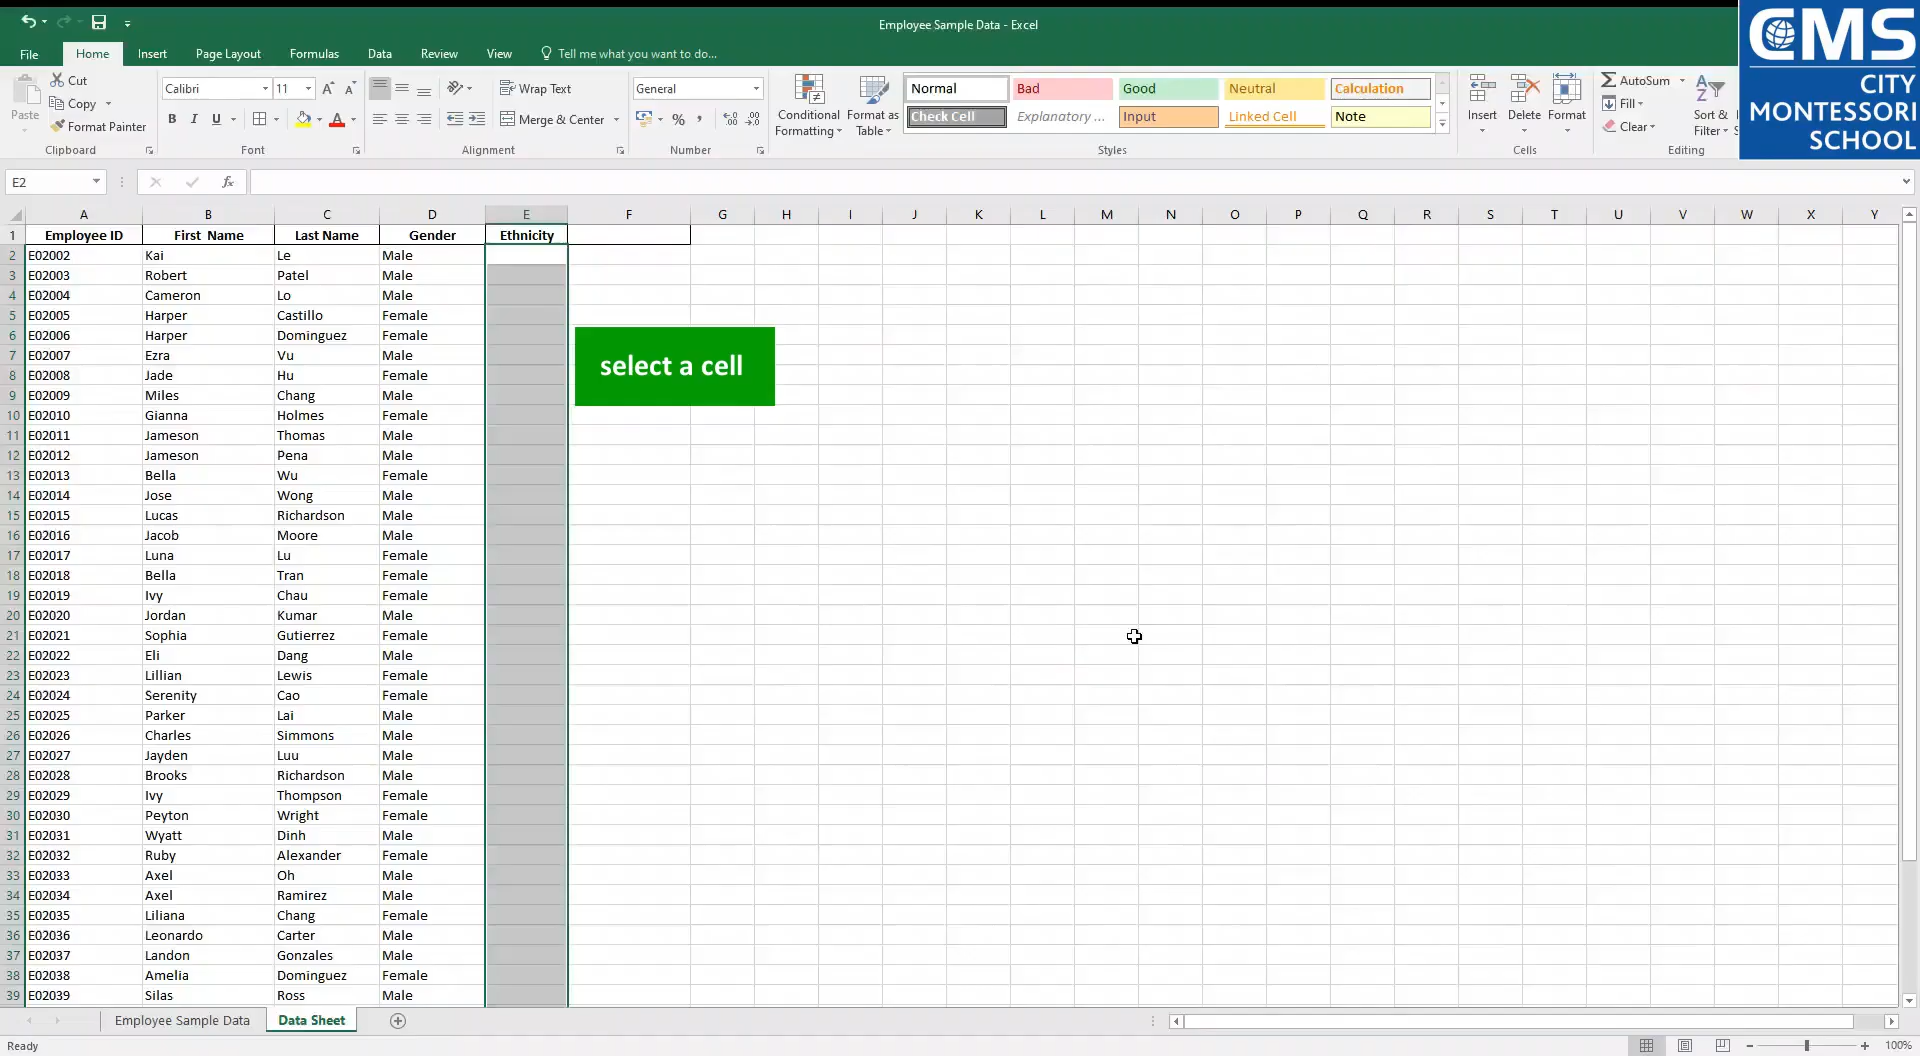 Employee Sample Data - Excel
CMS
CITY
MONTESSORI
SCHOOL
File Home Insert Page Layout Formulas Data Review View Tell me what you want to do...
Paste
Cut
Copy
Format Painter
Clipboard
Calibri 11
B I U
Font
Wrap Text
Merge & Center
Alignment
General
Number
Conditional
Formatting
Format as
Table
Normal Bad Good Neutral Calculation
Check Cell Explanatory ... Input Linked Cell Note
Styles
Insert Delete Format
Cells
AutoSum
Fill
Clear
Sort &
Filter
Editing
E2
fx
A B C D E F G H I J K L M N O P Q R S T U V W X Y
1 Employee ID First Name Last Name Gender Ethnicity
2 E02002 Kai Le Male
3 E02003 Robert Patel Male
4 E02004 Cameron Lo Male
5 E02005 Harper Castillo Female
6 E02006 Harper Dominguez Female
7 E02007 Ezra Vu Male
select a cell
8 E02008 Jade Hu Female
9 E02009 Miles Chang Male
10 E02010 Gianna Holmes Female
11 E02011 Jameson Thomas Male
12 E02012 Jameson Pena Male
13 E02013 Bella Wu Female
14 E02014 Jose Wong Male
15 E02015 Lucas Richardson Male
16 E02016 Jacob Moore Male
17 E02017 Luna Lu Female
18 E02018 Bella Tran Female
19 E02019 Ivy Chau Female
20 E02020 Jordan Kumar Male
21 E02021 Sophia Gutierrez Female
22 E02022 Eli Dang Male
23 E02023 Lillian Lewis Female
24 E02024 Serenity Cao Female
25 E02025 Parker Lai Male
26 E02026 Charles Simmons Male
27 E02027 Jayden Luu Male
28 E02028 Brooks Richardson Male
29 E02029 Ivy Thompson Female
30 E02030 Peyton Wright Female
31 E02031 Wyatt Dinh Male
32 E02032 Ruby Alexander Female
33 E02033 Axel Oh Male
34 E02034 Axel Ramirez Male
35 E02035 Liliana Chang Female
36 E02036 Leonardo Carter Male
37 E02037 Landon Gonzales Male
38 E02038 Amelia Dominguez Female
39 E02039 Silas Ross Male
Employee Sample Data Data Sheet
Ready
100%